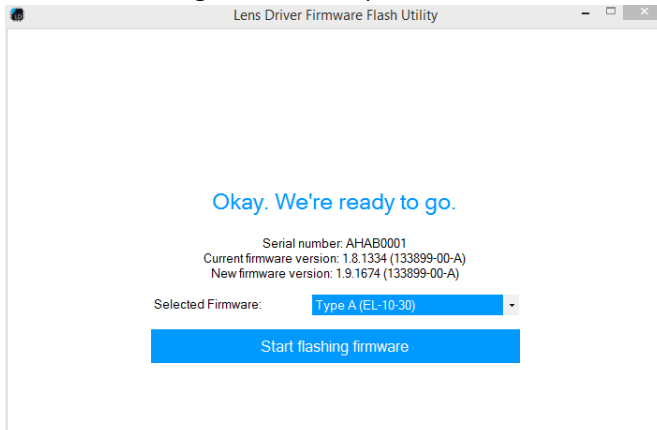 Lens Driver Firmware Flash Utility
Okay. We're ready to go.
Serial number: AHAB0001
Current firmware version: 1.8.1334 (133899-00-A)
New firmware version: 1.9.1674 (133899-00-A)
Selected Firmware: Type A (EL-10-30)
Start flashing firmware